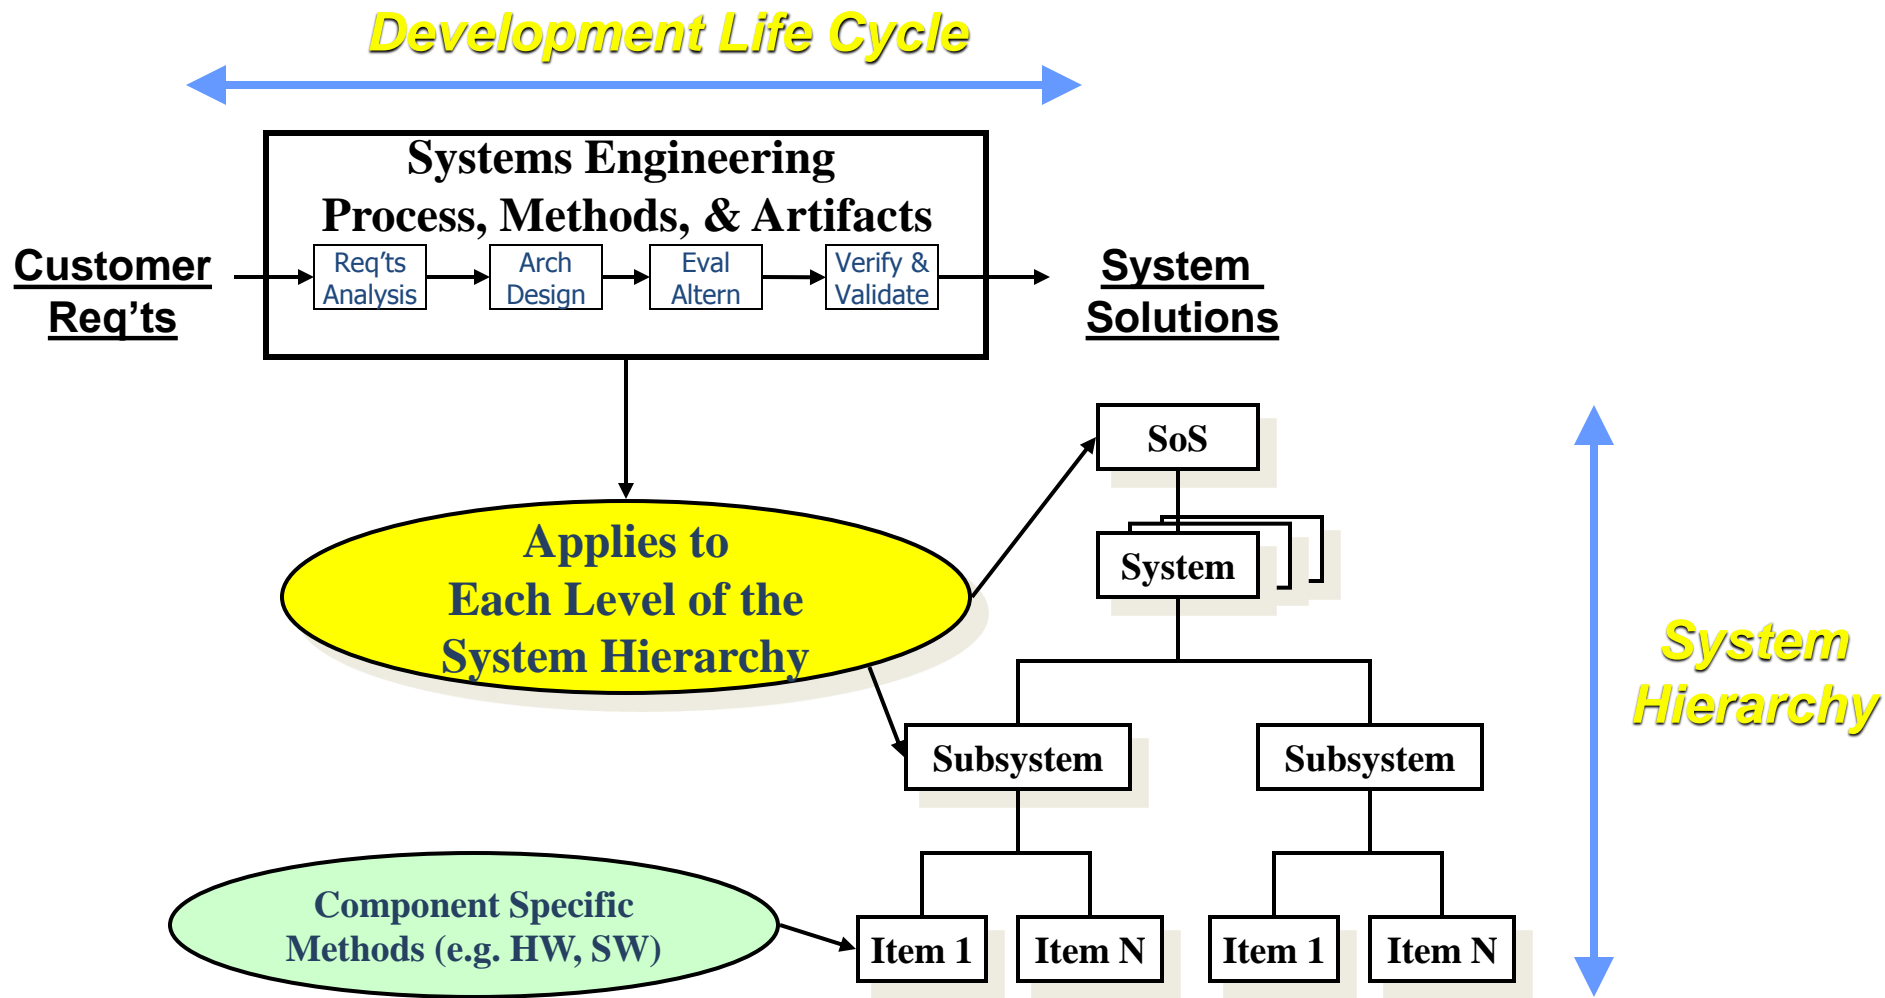 Development Life Cycle
Systems Engineering
Process, Methods, & Artifacts
Customer
Req’ts
Req’ts
Analysis
Arch
Design
Eval
Altern
Verify &
Validate
System
Solutions
SoS
System
Applies to
Each Level of the
System Hierarchy
System
Hierarchy
Subsystem
Subsystem
Component Specific
Methods (e.g. HW, SW)
Item 1
Item N
Item 1
Item N